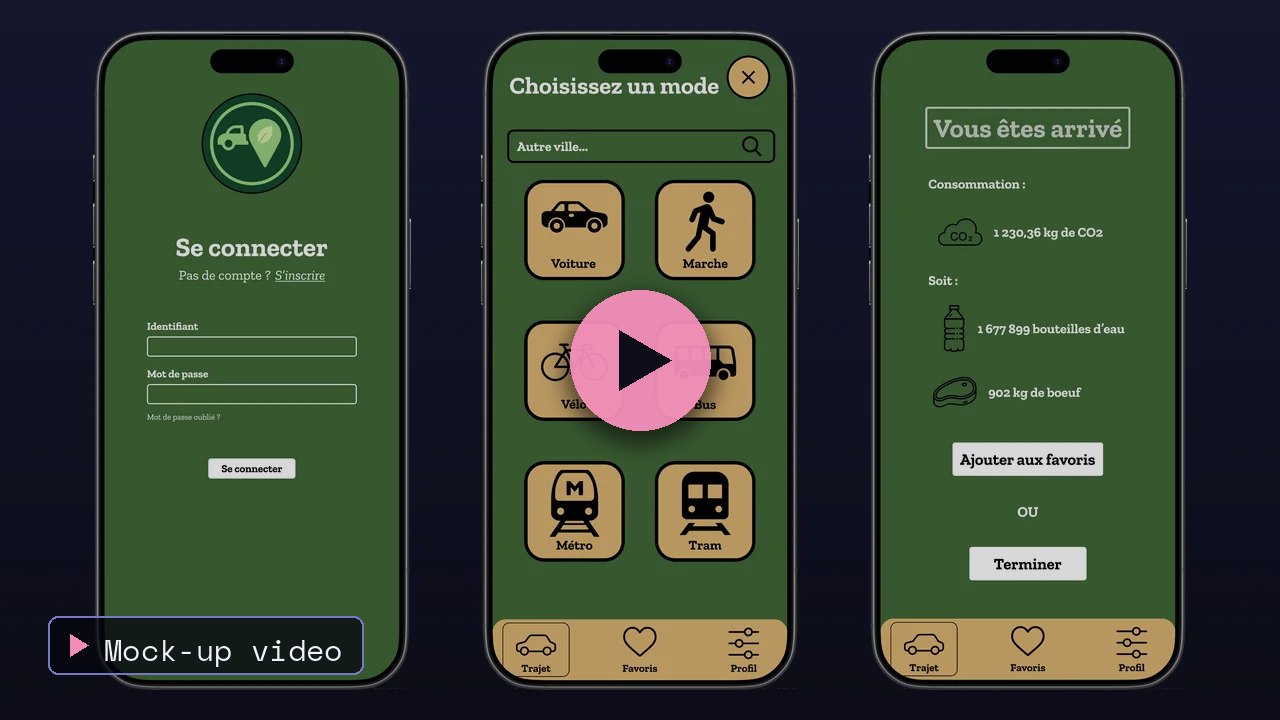 Se connecter
Pas de compte ? S'inscrire
Identifiant
Mot de passe
Mot de passe oublié ?
Se connecter
Choisissez un mode
Autre ville...
Voiture
Marche
Vélo
Bus
M
Métro
Tram
Trajet
Favoris
Profil
Vous êtes arrivé
Consommation :
CO₂
1 230,36 kg de CO2
Soit :
1 677 899 bouteilles d'eau
902 kg de boeuf
Ajouter aux favoris
OU
Terminer
Trajet
Favoris
Profil
Mock-up video